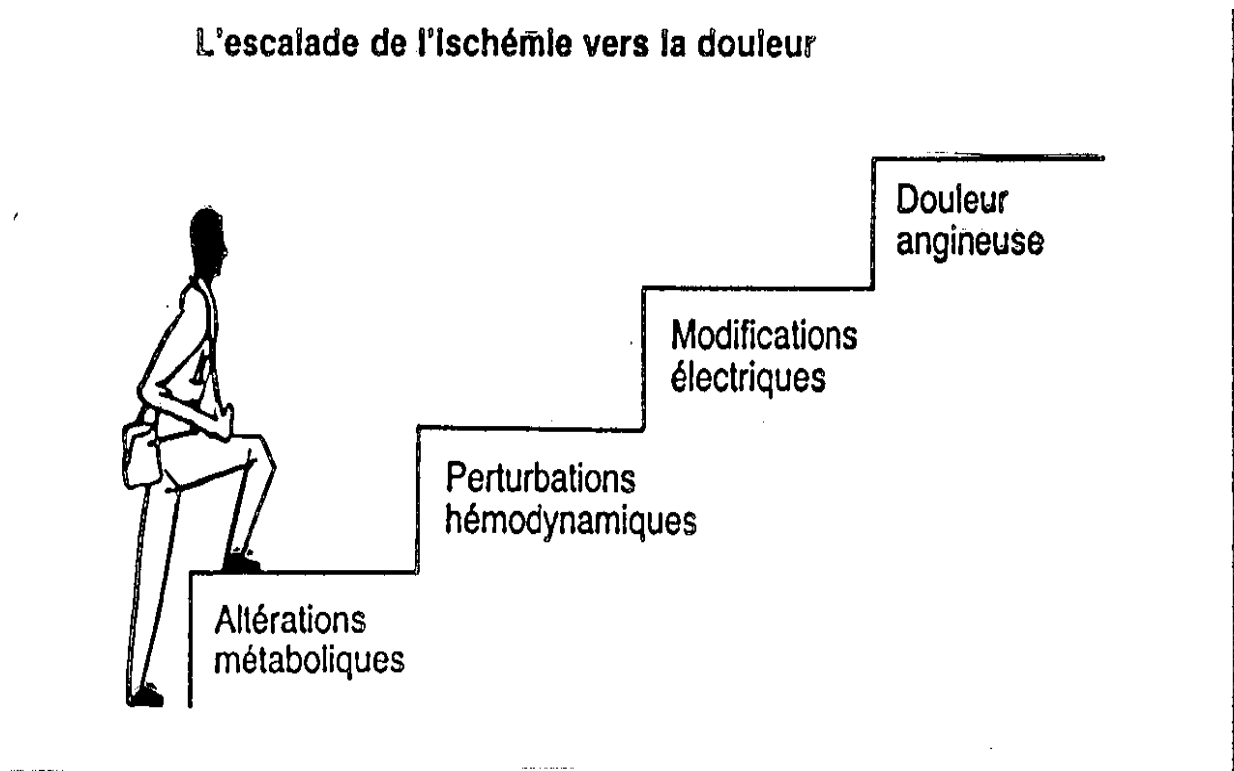 L'escalade de l'ischémie vers la douleur
Douleur
angineuse
Modifications
électriques
Perturbations
hémodynamiques
Altérations
métaboliques